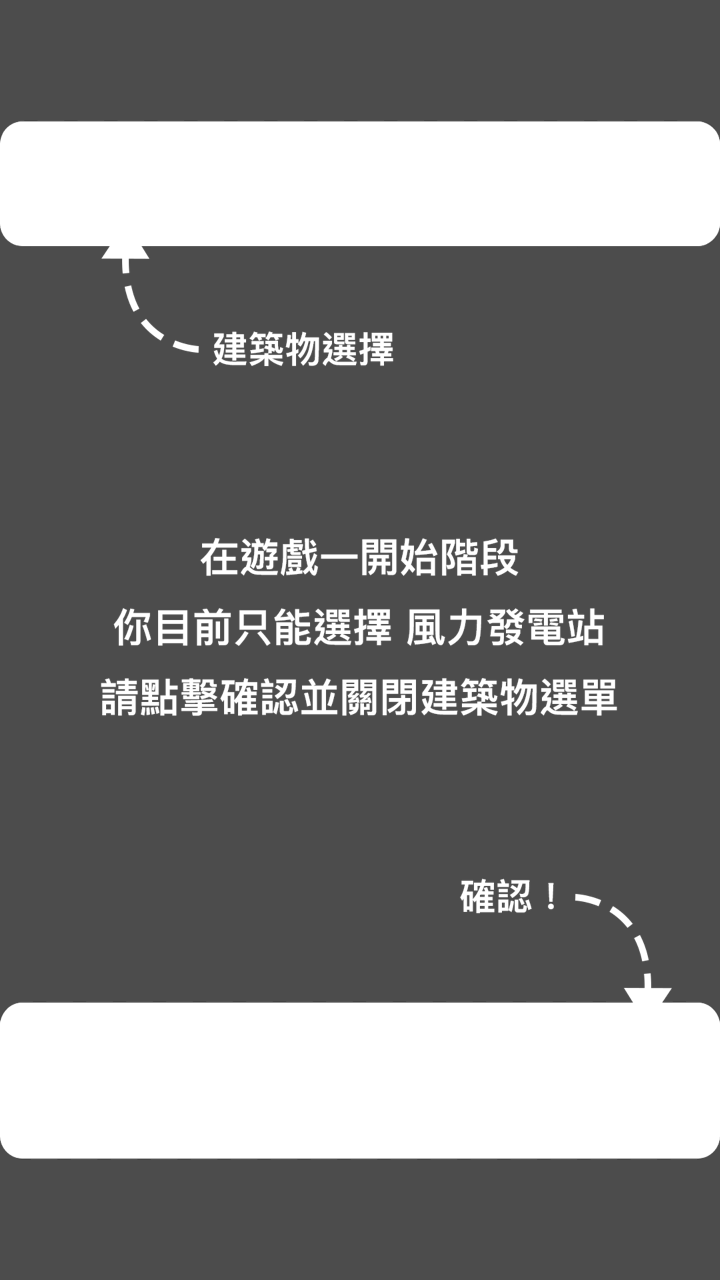 建築物選擇
在遊戲一開始階段
你目前只能選擇 風力發電站
請點擊確認並關閉建築物選單
確認！